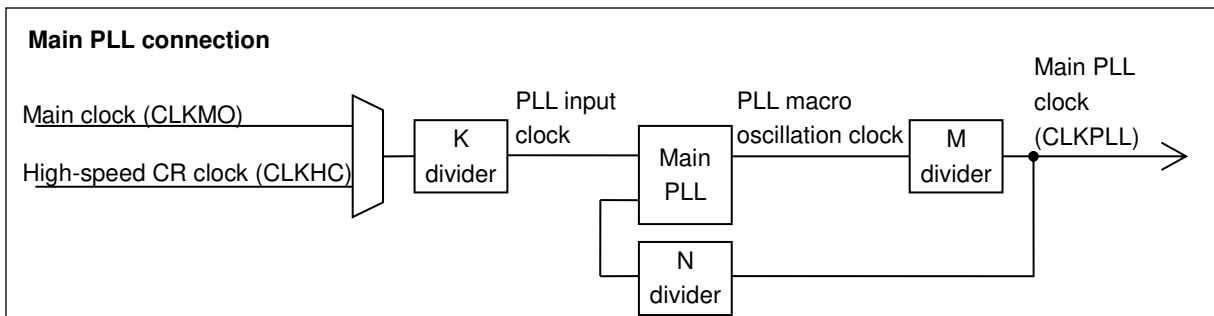 Main PLL connection
Main clock (CLKMO)
High-speed CR clock (CLKHC)
K
divider
PLL input
clock
Main
PLL
PLL macro
oscillation clock
M
divider
Main PLL
clock
(CLKPLL)
N
divider